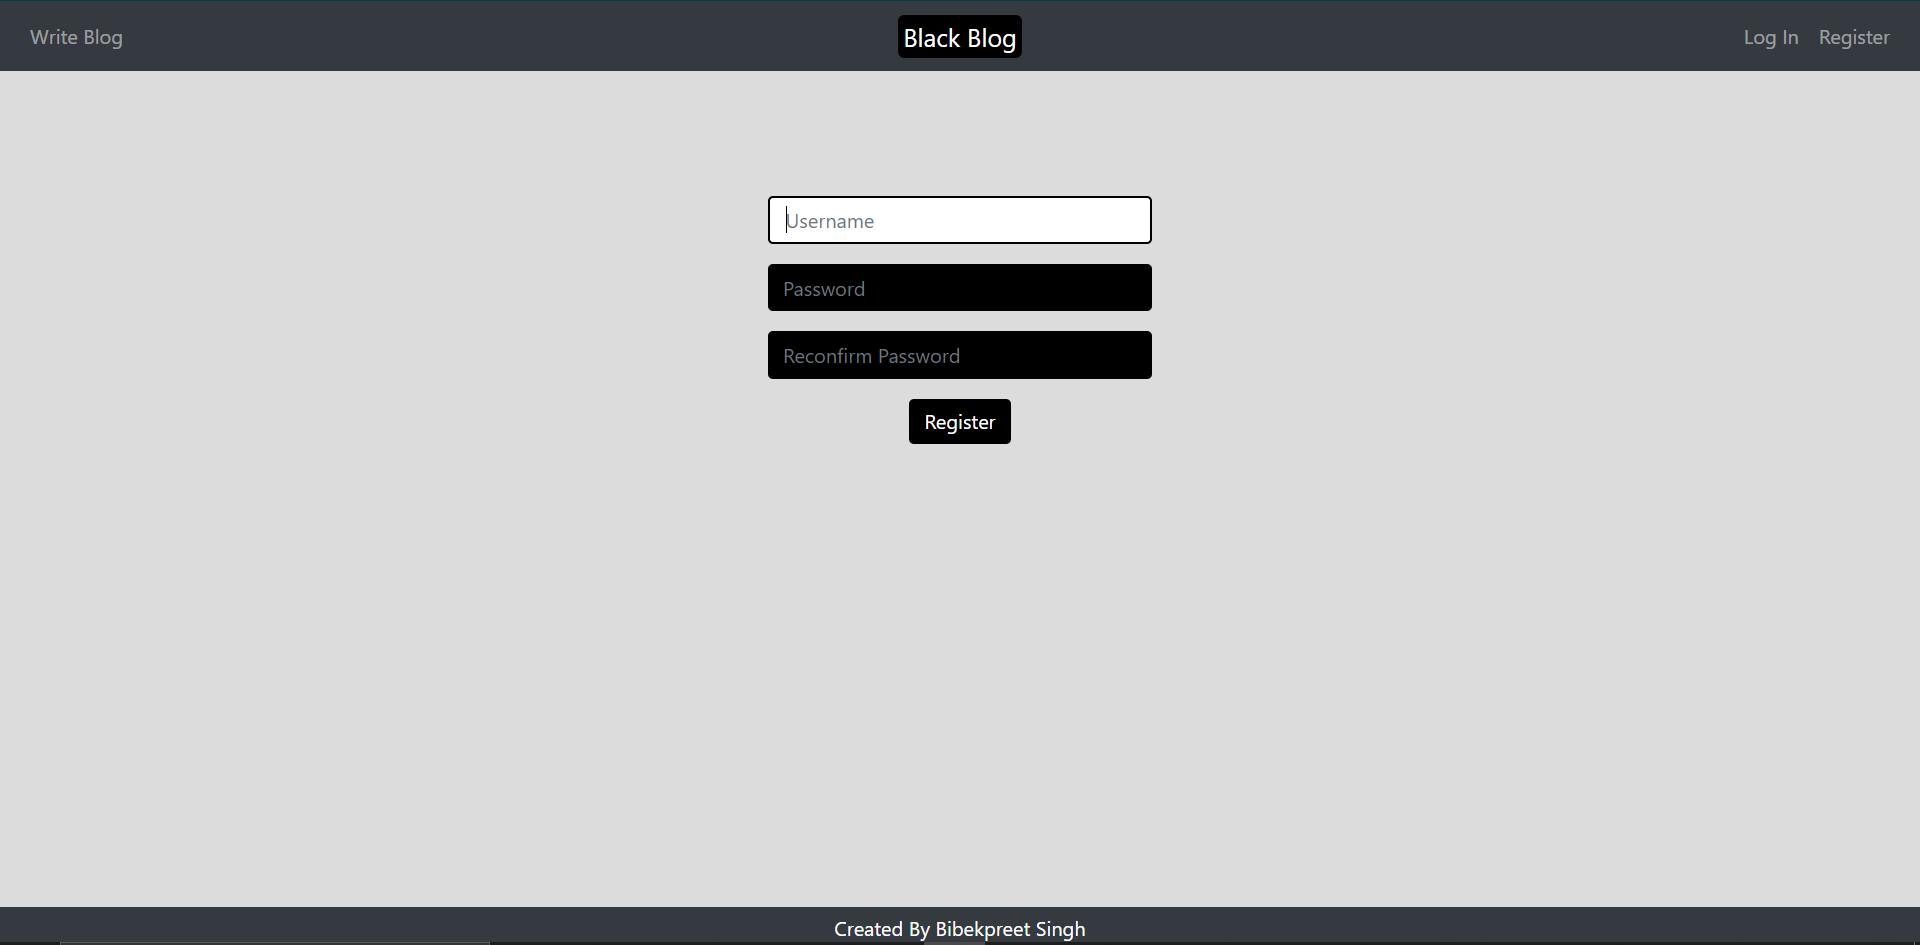 Write Blog
Black Blog
Log In
Register
Username
Password
Reconfirm Password
Register
Created By Bibekpreet Singh